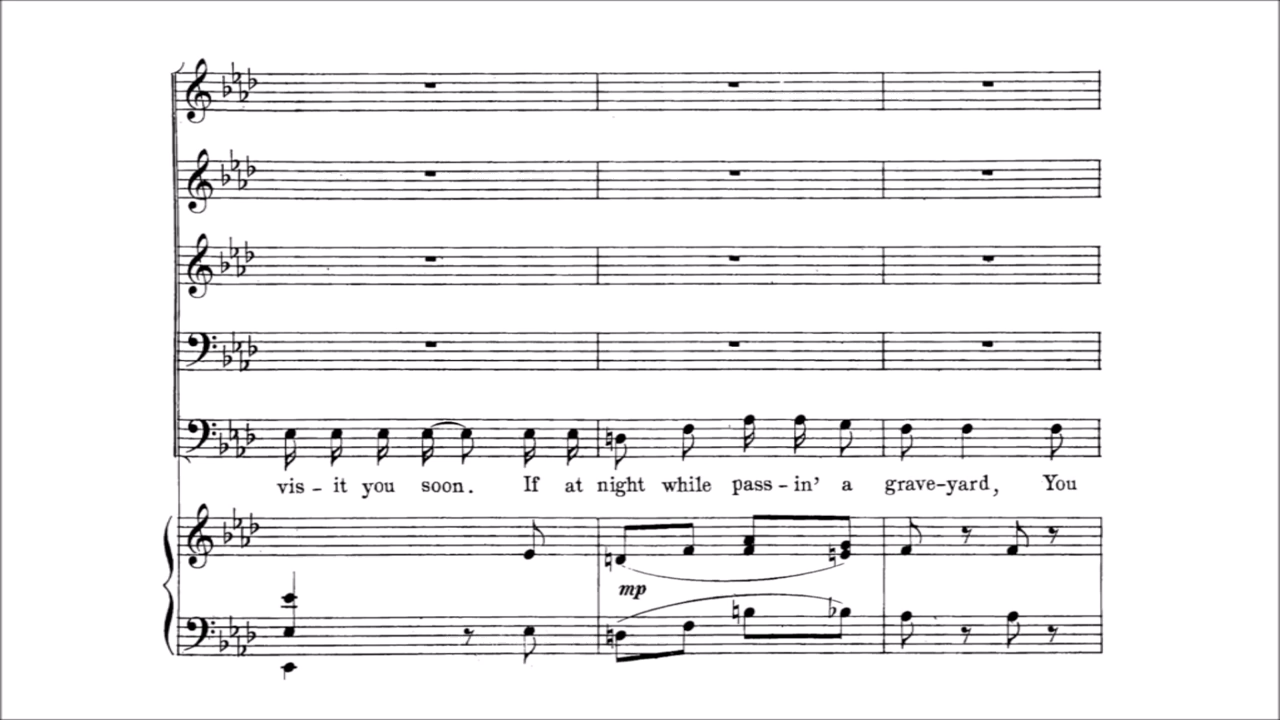 vis - it you soon. If at night while pass - in' a grave-yard, You
mp